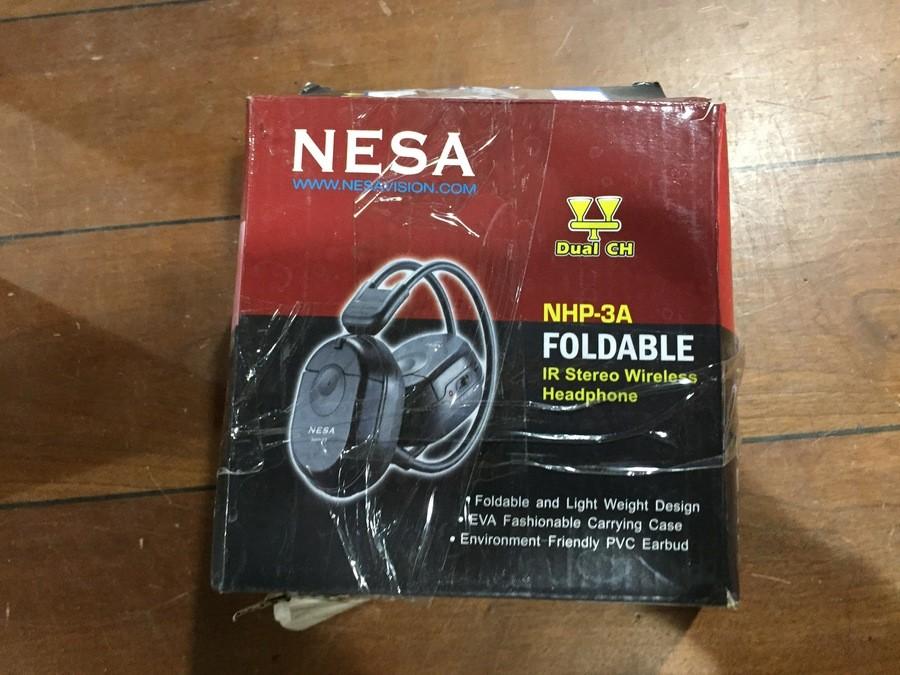 NESA
WWW.NESAVISION.COM
Dual CH
NHP-3A
FOLDABLE
IR Stereo Wireless
Headphone
NESA
• Foldable and Light Weight Design
• EVA Fashionable Carrying Case
• Environment Friendly PVC Earbud